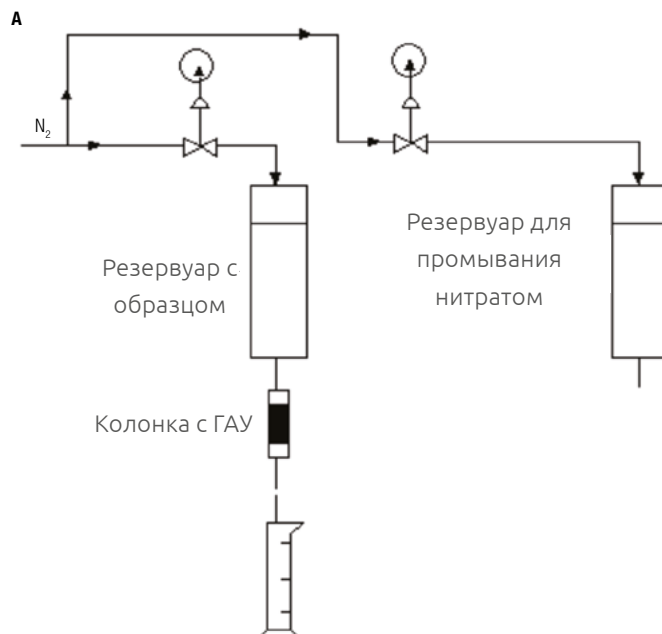 A
N₂
Резервуар с
образцом
Резервуар для
промывания
нитратом
Колонка с ГАУ